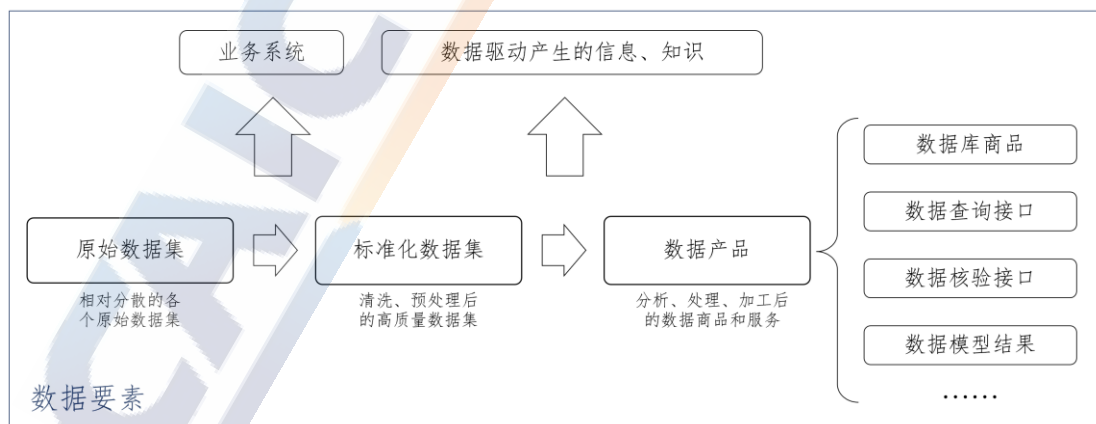 业务系统
数据驱动产生的信息、知识
原始数据集
相对分散的各
个原始数据集
标准化数据集
清洗、预处理后
的高质量数据集
数据产品
分析、处理、加工后
的数据商品和服务
数据库商品
数据查询接口
数据核验接口
数据模型结果
······
数据要素
CAIC